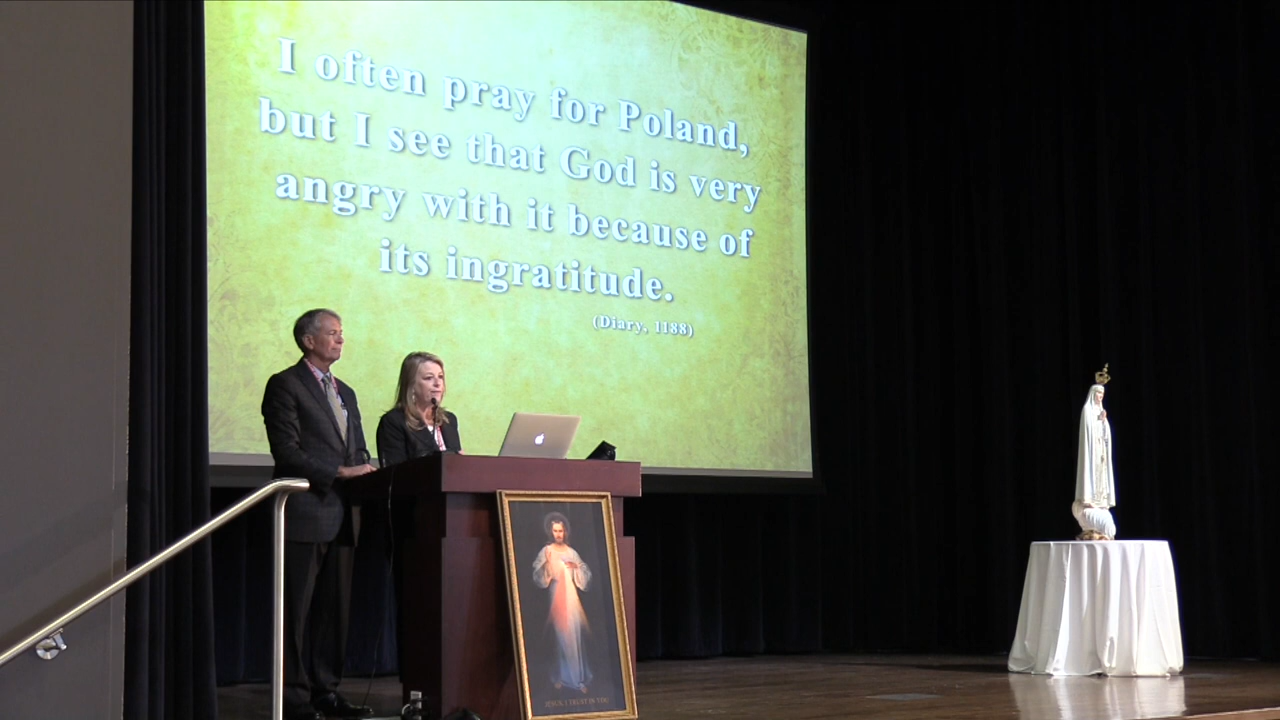 I often pray for Poland,
but I see that God is very
angry with it because of
its ingratitude.
(Diary, 1188)
JESUS, I TRUST IN YOU